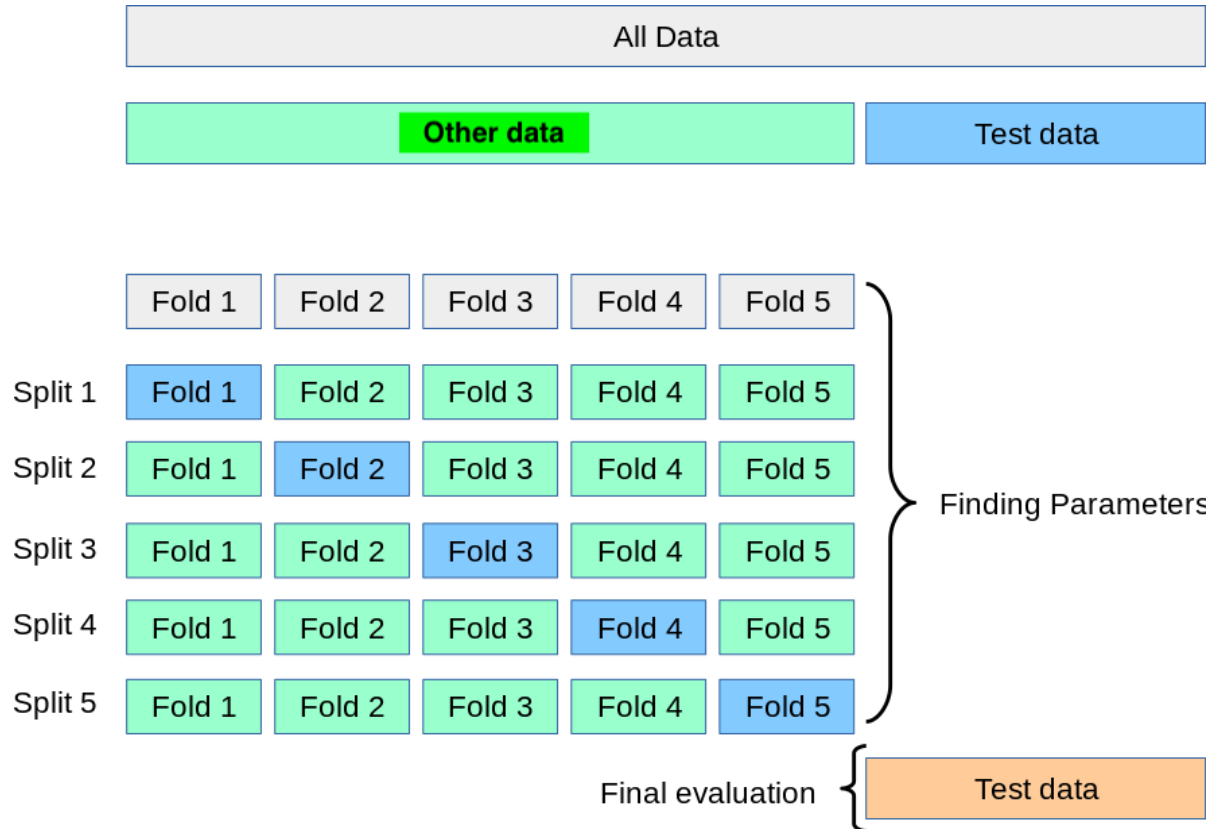 All Data
Other data Test data
Fold 1 Fold 2 Fold 3 Fold 4 Fold 5
Split 1 Fold 1 Fold 2 Fold 3 Fold 4 Fold 5
Split 2 Fold 1 Fold 2 Fold 3 Fold 4 Fold 5
Finding Parameters
Split 3 Fold 1 Fold 2 Fold 3 Fold 4 Fold 5
Split 4 Fold 1 Fold 2 Fold 3 Fold 4 Fold 5
Split 5 Fold 1 Fold 2 Fold 3 Fold 4 Fold 5
Final evaluation Test data